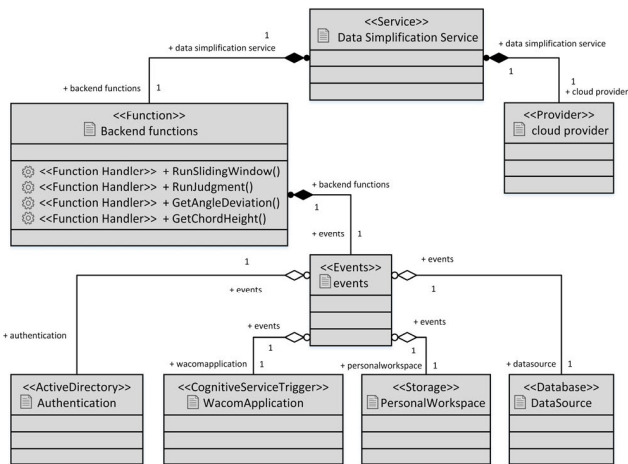 <<Service>>
Data Simplification Service
1
+ data simplification service
+ data simplification service
1
1
+ backend functions
1
+ cloud provider
<<Function>>
Backend functions
<<Provider>>
cloud provider
<<Function Handler>> + RunSlidingWindow()
<<Function Handler>> + RunJudgment()
<<Function Handler>> + GetAngleDeviation()
<<Function Handler>> + GetChordHeight()
+ backend functions
1
+ events
1
<<Events>>
events
1
+ events
+ events
1
+ events
1
+ events
1
+ authentication
+ wacomapplication
1
+ personalworkspace
1
+ datasource
1
<<ActiveDirectory>>
Authentication
<<CognitiveServiceTrigger>>
WacomApplication
<<Storage>>
PersonalWorkspace
<<Database>>
DataSource